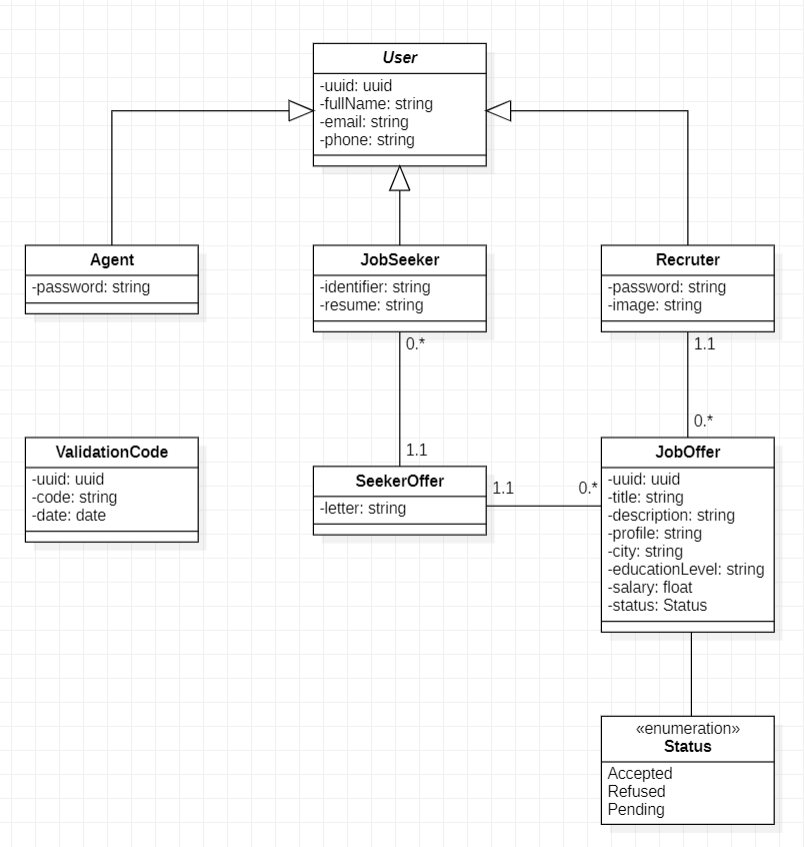 User
-uuid: uuid
-fullName: string
-email: string
-phone: string
Agent
-password: string
JobSeeker
-identifier: string
-resume: string
Recruter
-password: string
-image: string
0.*
1.1
1.1
0.*
ValidationCode
-uuid: uuid
-code: string
-date: date
SeekerOffer
-letter: string
1.1
0.*
JobOffer
-uuid: uuid
-title: string
-description: string
-profile: string
-city: string
-educationLevel: string
-salary: float
-status: Status
«enumeration»
Status
Accepted
Refused
Pending